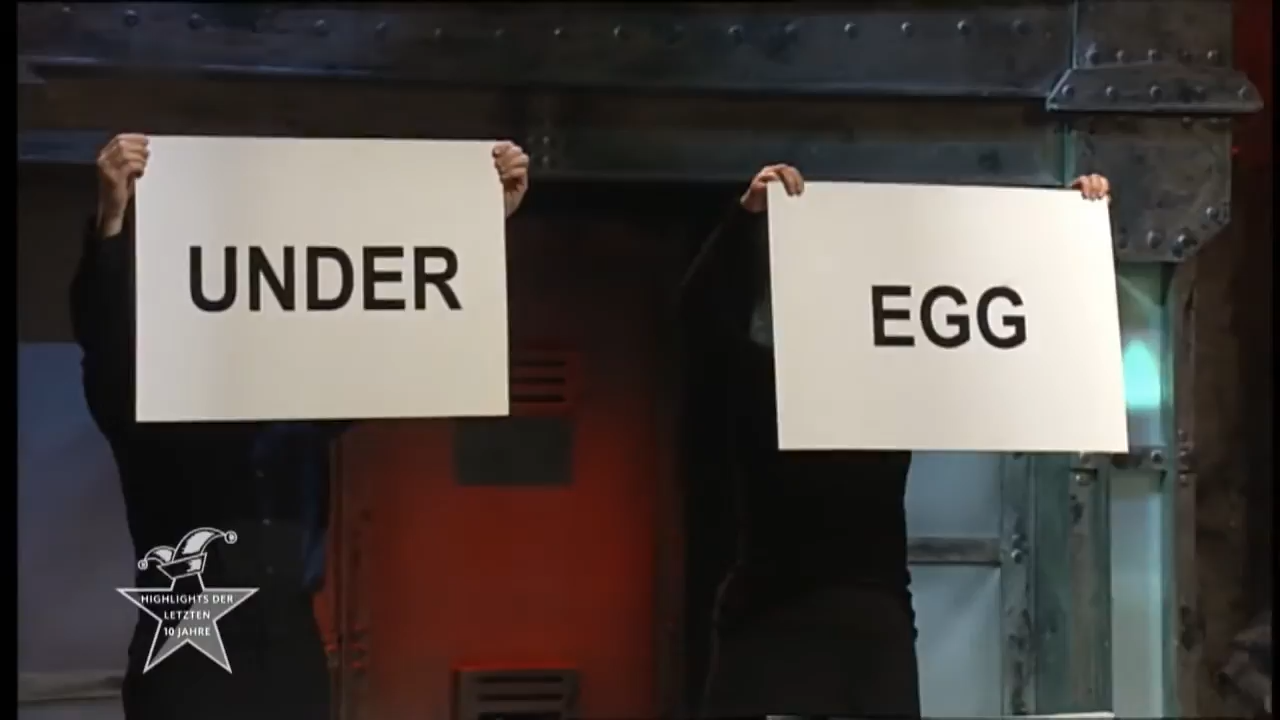 UNDER
EGG
HIGHLIGHTS DER
LETZTEN
10 JAHRE